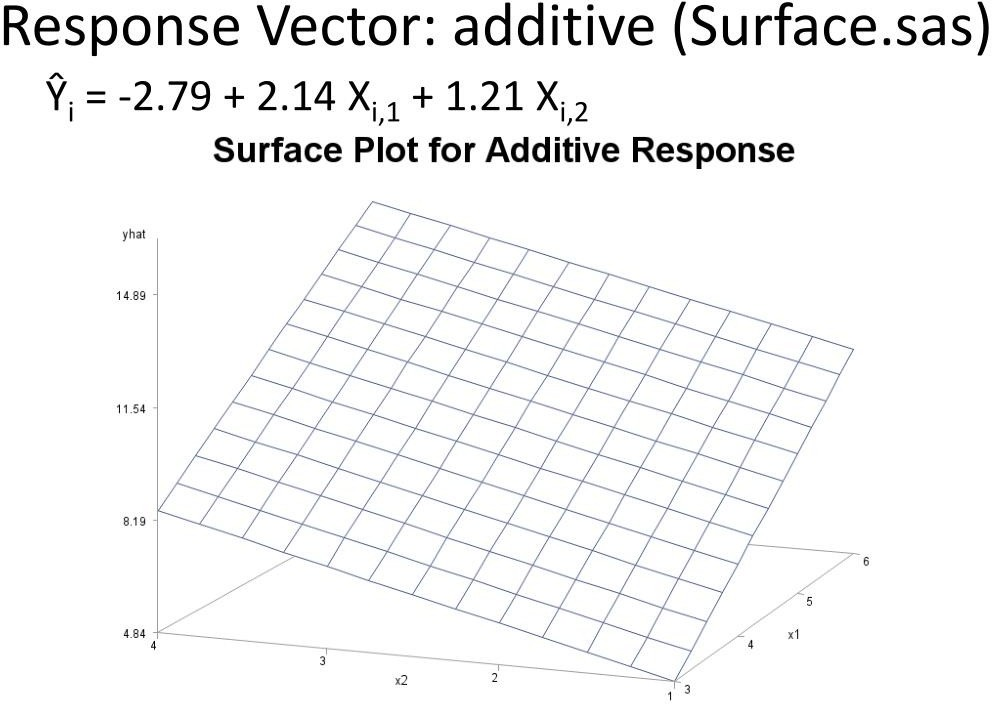 Response Vector: additive (Surface.sas)
Ŷi = -2.79 + 2.14 Xi,1 + 1.21 Xi,2
Surface Plot for Additive Response
yhat
14.89
11.54
8.19
4.84
4
3
x2
2
1
3
4
x1
5
6